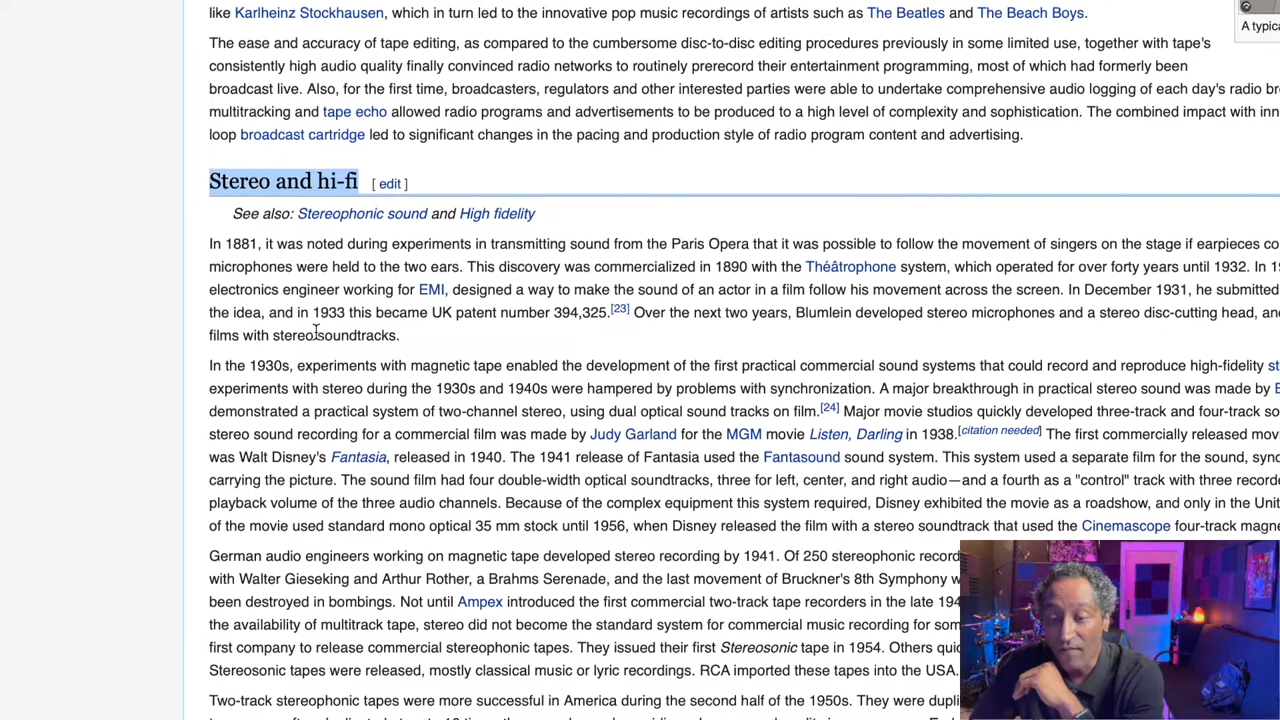 like Karlheinz Stockhausen, which in turn led to the innovative pop music recordings of artists such as The Beatles and The Beach Boys.
A typica
The ease and accuracy of tape editing, as compared to the cumbersome disc-to-disc editing procedures previously in some limited use, together with tape's
consistently high audio quality finally convinced radio networks to routinely prerecord their entertainment programming, most of which had formerly been
broadcast live. Also, for the first time, broadcasters, regulators and other interested parties were able to undertake comprehensive audio logging of each day's radio br
multitracking and tape echo allowed radio programs and advertisements to be produced to a high level of complexity and sophistication. The combined impact with inn
loop broadcast cartridge led to significant changes in the pacing and production style of radio program content and advertising.
Stereo and hi-fi [ edit ]
See also: Stereophonic sound and High fidelity
In 1881, it was noted during experiments in transmitting sound from the Paris Opera that it was possible to follow the movement of singers on the stage if earpieces co
microphones were held to the two ears. This discovery was commercialized in 1890 with the Théâtrophone system, which operated for over forty years until 1932. In 19
electronics engineer working for EMI, designed a way to make the sound of an actor in a film follow his movement across the screen. In December 1931, he submitted
the idea, and in 1933 this became UK patent number 394,325.[23] Over the next two years, Blumlein developed stereo microphones and a stereo disc-cutting head, an
films with stereo soundtracks.
In the 1930s, experiments with magnetic tape enabled the development of the first practical commercial sound systems that could record and reproduce high-fidelity st
experiments with stereo during the 1930s and 1940s were hampered by problems with synchronization. A major breakthrough in practical stereo sound was made by
demonstrated a practical system of two-channel stereo, using dual optical sound tracks on film.[24] Major movie studios quickly developed three-track and four-track so
stereo sound recording for a commercial film was made by Judy Garland for the MGM movie Listen, Darling in 1938.[citation needed] The first commercially released mov
was Walt Disney's Fantasia, released in 1940. The 1941 release of Fantasia used the Fantasound sound system. This system used a separate film for the sound, sync
carrying the picture. The sound film had four double-width optical soundtracks, three for left, center, and right audio—and a fourth as a "control" track with three record
playback volume of the three audio channels. Because of the complex equipment this system required, Disney exhibited the movie as a roadshow, and only in the Unit
of the movie used standard mono optical 35 mm stock until 1956, when Disney released the film with a stereo soundtrack that used the Cinemascope four-track magn
German audio engineers working on magnetic tape developed stereo recording by 1941. Of 250 stereophonic record
with Walter Gieseking and Arthur Rother, a Brahms Serenade, and the last movement of Bruckner's 8th Symphony w
been destroyed in bombings. Not until Ampex introduced the first commercial two-track tape recorders in the late 194
the availability of multitrack tape, stereo did not become the standard system for commercial music recording for som
first company to release commercial stereophonic tapes. They issued their first Stereosonic tape in 1954. Others quic
Stereosonic tapes were released, mostly classical music or lyric recordings. RCA imported these tapes into the USA.
Two-track stereophonic tapes were more successful in America during the second half of the 1950s. They were dupli